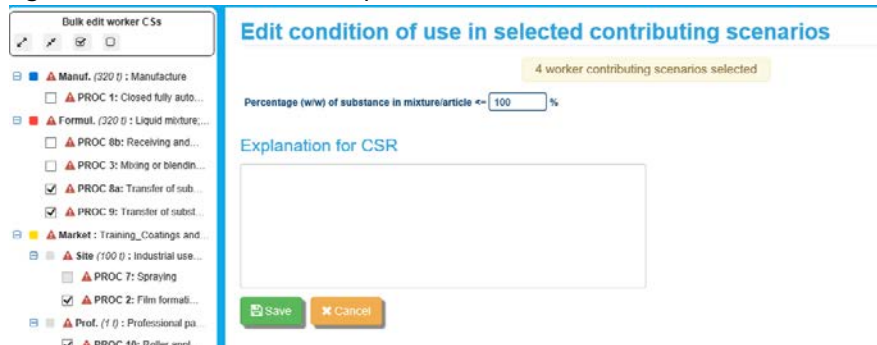 Bulk edit worker CSs
Manuf. (320 t) : Manufacture
PROC 1: Closed fully auto...
Formul. (320 t) : Liquid mixture;...
PROC 8b: Receiving and...
PROC 3: Mixing or blendin...
PROC 8a: Transfer of sub...
PROC 9: Transfer of subst...
Market : Training_Coatings and...
Site (100 t) : Industrial use...
PROC 7: Spraying
PROC 2: Film formati...
Prof. (1 t) : Professional pa...
PROC 10: Roller appl...
Edit condition of use in selected contributing scenarios
4 worker contributing scenarios selected
Percentage (w/w) of substance in mixture/article <= 100 %
Explanation for CSR
Save
Cancel